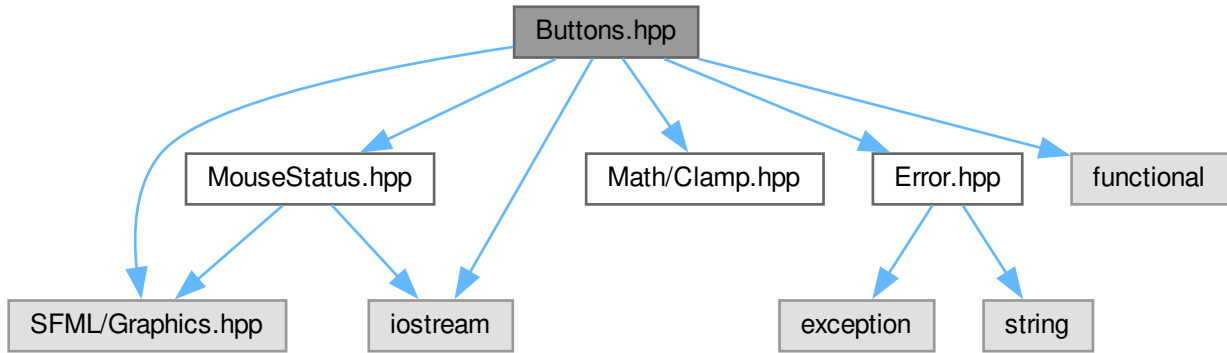 Buttons.hpp
MouseStatus.hpp
Math/Clamp.hpp
Error.hpp
functional
SFML/Graphics.hpp
iostream
exception
string